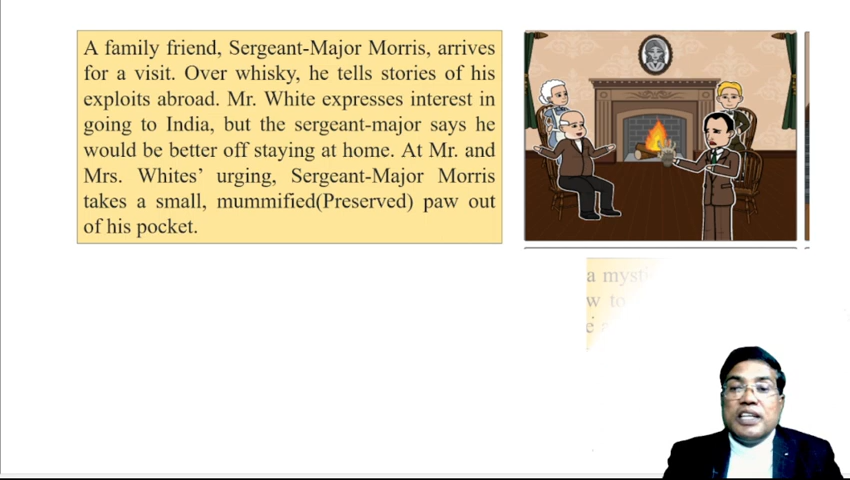 A family friend, Sergeant-Major Morris, arrives
for a visit. Over whisky, he tells stories of his
exploits abroad. Mr. White expresses interest in
going to India, but the sergeant-major says he
would be better off staying at home. At Mr. and
Mrs. Whites’ urging, Sergeant-Major Morris
takes a small, mummified(Preserved) paw out
of his pocket.
a
to